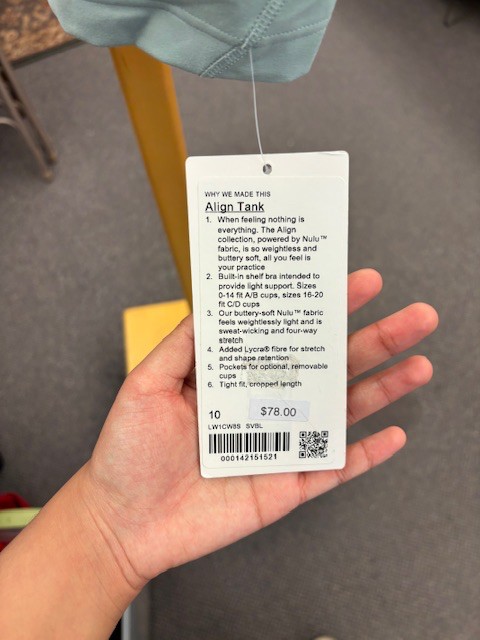 WHY WE MADE THIS
Align Tank
1. When feeling nothing is
everything. The Align
collection, powered by Nulu™
fabric, is so weightless and
buttery soft, all you feel is
your practice
2. Built-in shelf bra intended to
provide light support. Sizes
0-14 fit A/B cups, sizes 16-20
fit C/D cups
3. Our buttery-soft Nulu™ fabric
feels weightlessly light and is
sweat-wicking and four-way
stretch
4. Added Lycra® fibre for stretch
and shape retention
5. Pockets for optional, removable
cups
6. Tight fit, cropped length
10
$78.00
LW1CW8S SVBL
000142151521